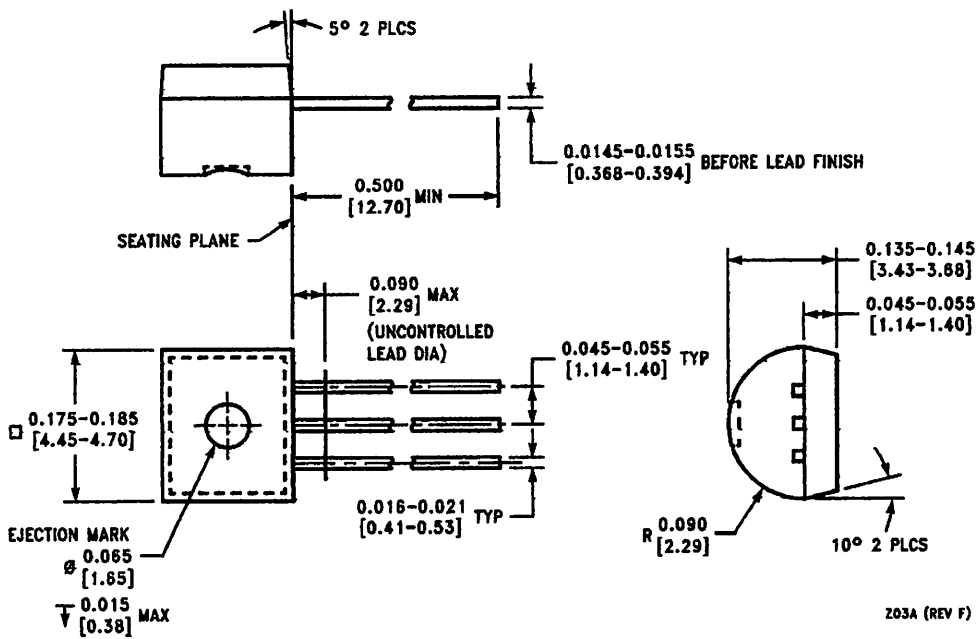 5° 2 PLCS
0.0145-0.0155
[0.368-0.394]
BEFORE LEAD FINISH
0.500
[12.70]
MIN
SEATING PLANE
0.135-0.145
[3.43-3.68]
0.090
[2.29]
MAX
(UNCONTROLLED
LEAD DIA)
0.045-0.055
[1.14-1.40]
0.045-0.055
[1.14-1.40]
TYP
□ 0.175-0.185
[4.45-4.70]
0.016-0.021
[0.41-0.53]
TYP
R 0.090
[2.29]
10° 2 PLCS
EJECTION MARK
ø 0.065
[1.65]
0.015
[0.38]
MAX
Z03A (REV F)